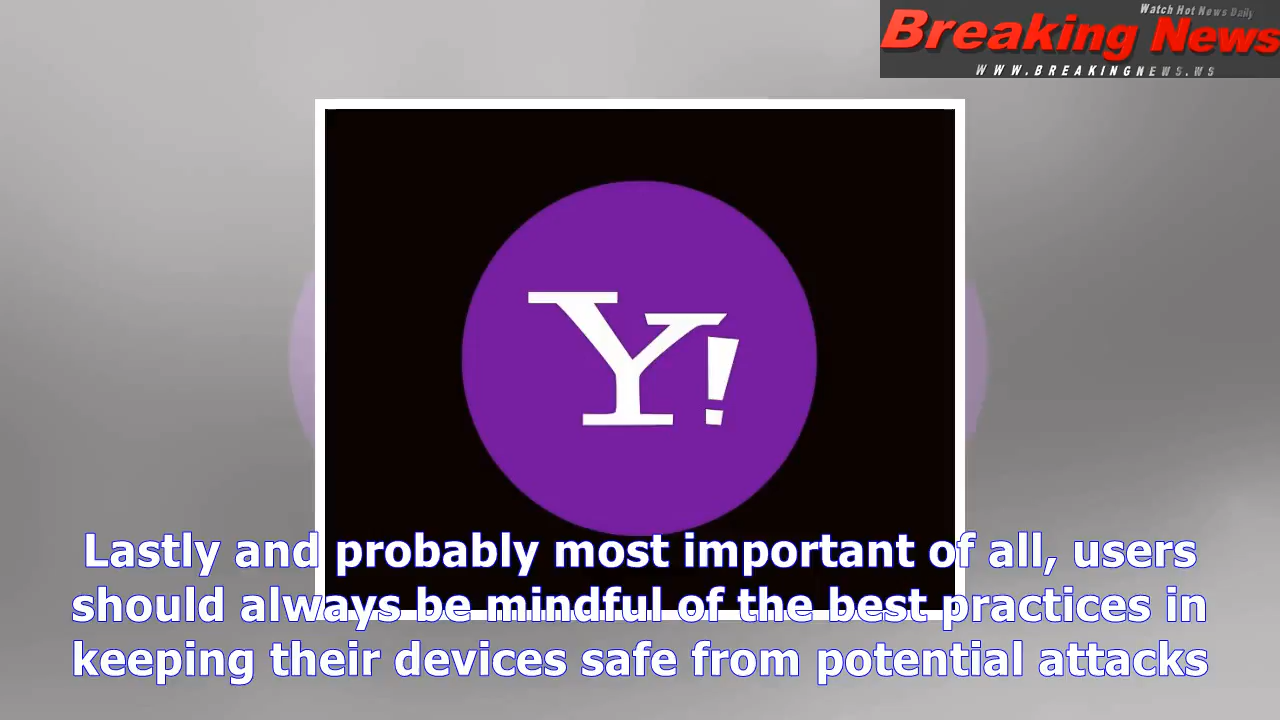 Watch Hot News Daily
Breaking News
WWW.BREAKINGNEWS.WS
Y!
Lastly and probably most important of all, users
should always be mindful of the best practices in
keeping their devices safe from potential attacks